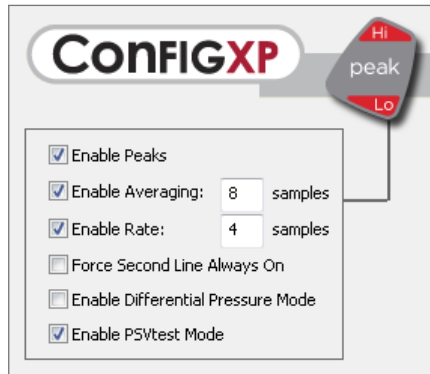 ConFIGXP
Hi
peak
Lo
Enable Peaks
Enable Averaging: 8 samples
Enable Rate: 4 samples
Force Second Line Always On
Enable Differential Pressure Mode
Enable PSVtest Mode